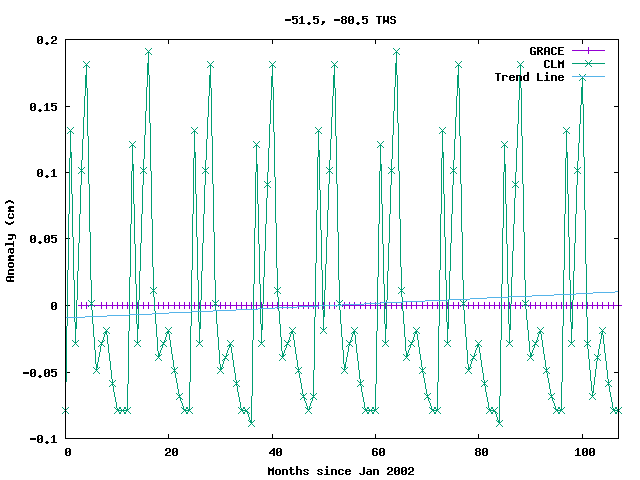 -51.5, -80.5 TWS
GRACE
CLM
Trend Line
0.2
0.15
0.1
0.05
0
-0.05
-0.1
Anomaly (cm)
0 20 40 60 80 100
Months since Jan 2002